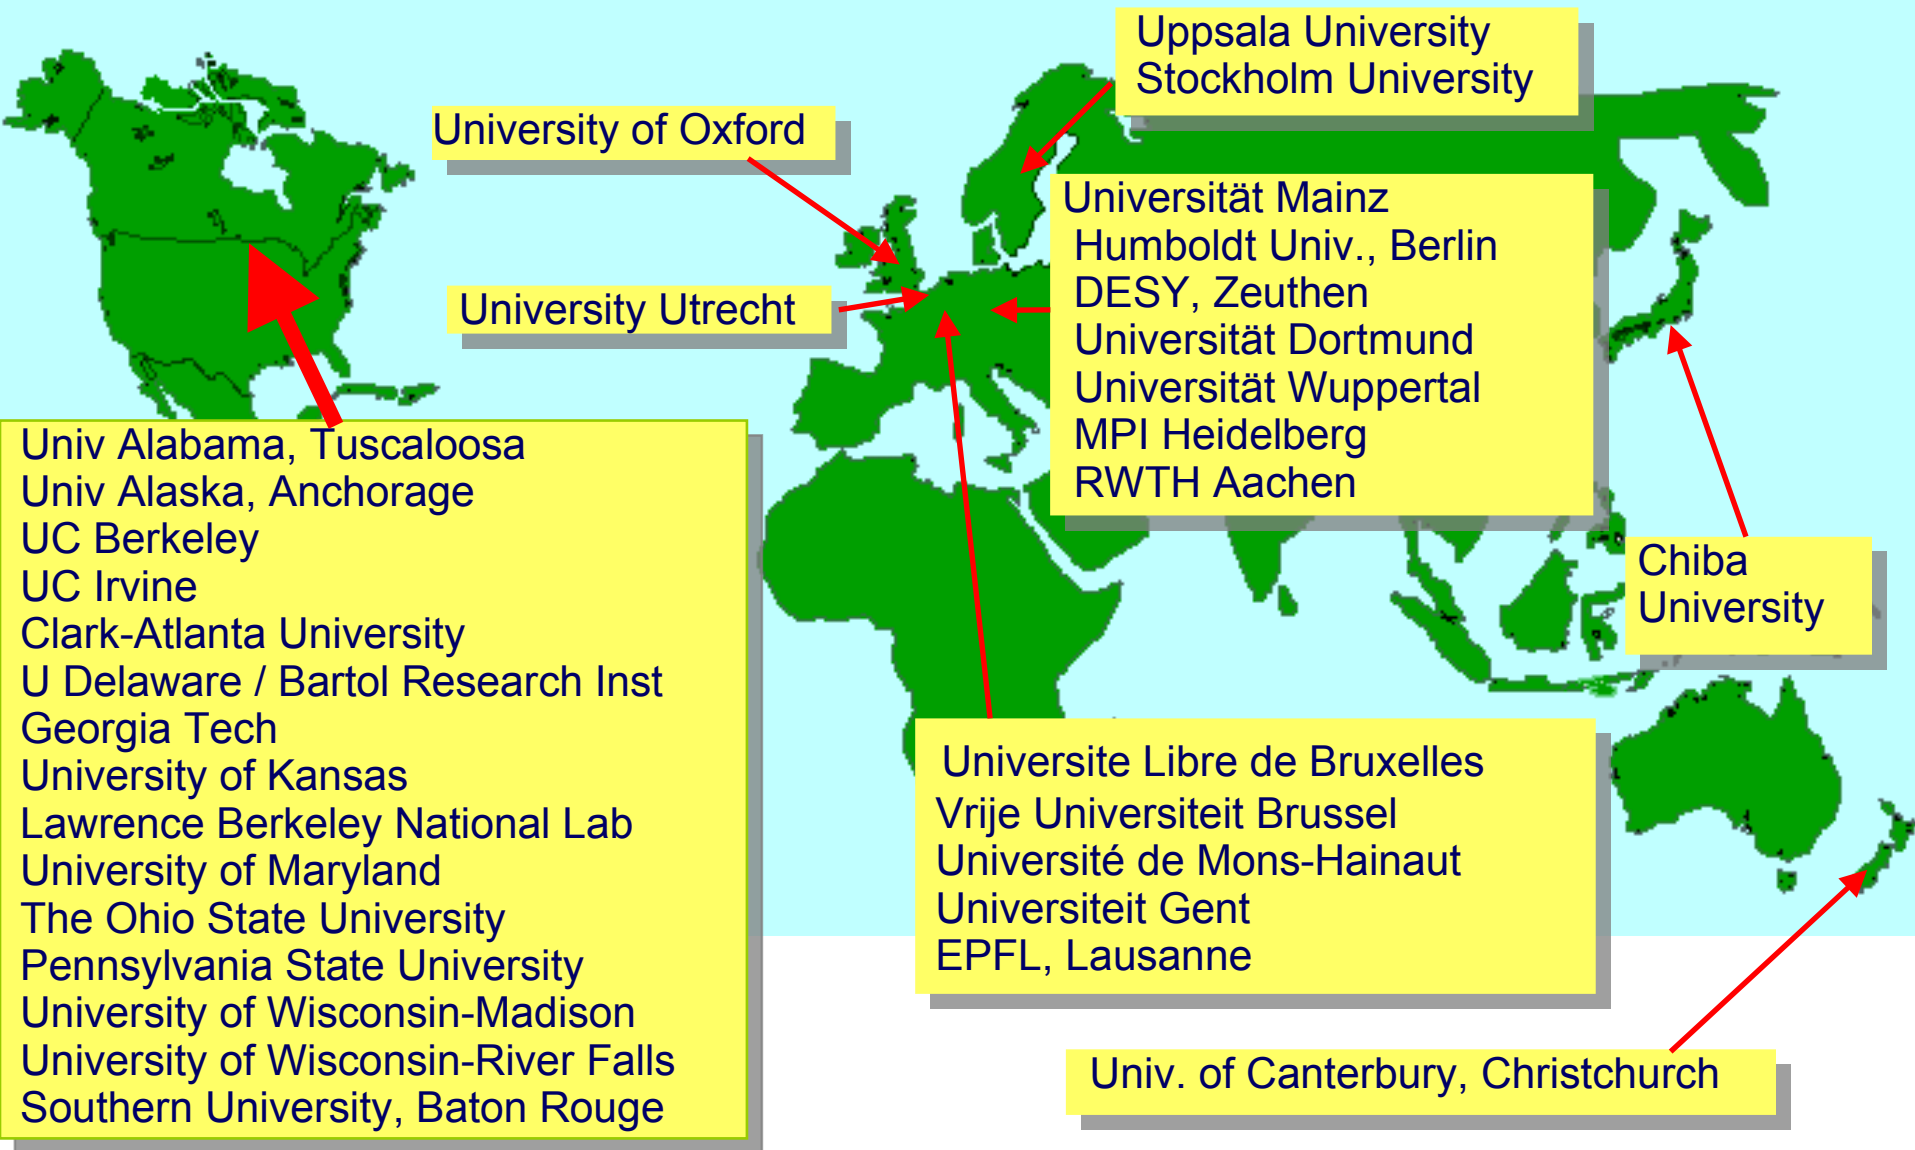 Uppsala University
Stockholm University
University of Oxford
University Utrecht
Universität Mainz
Humboldt Univ., Berlin
DESY, Zeuthen
Universität Dortmund
Universität Wuppertal
MPI Heidelberg
RWTH Aachen
Univ Alabama, Tuscaloosa
Univ Alaska, Anchorage
UC Berkeley
UC Irvine
Clark-Atlanta University
U Delaware / Bartol Research Inst
Georgia Tech
University of Kansas
Lawrence Berkeley National Lab
University of Maryland
The Ohio State University
Pennsylvania State University
University of Wisconsin-Madison
University of Wisconsin-River Falls
Southern University, Baton Rouge
Chiba
University
Universite Libre de Bruxelles
Vrije Universiteit Brussel
Université de Mons-Hainaut
Universiteit Gent
EPFL, Lausanne
Univ. of Canterbury, Christchurch